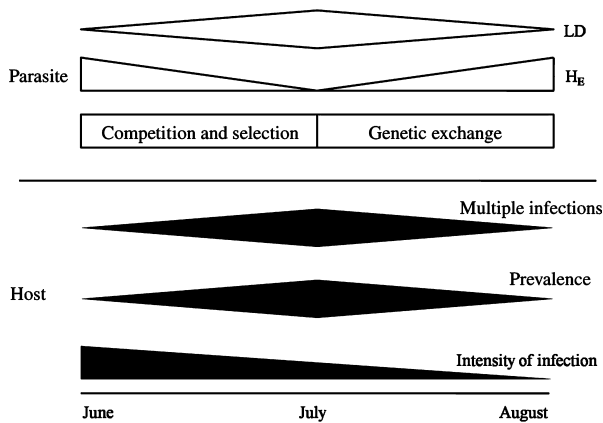 LD
Parasite
HE
Competition and selection
Genetic exchange
Multiple infections
Prevalence
Host
Intensity of infection
June
July
August